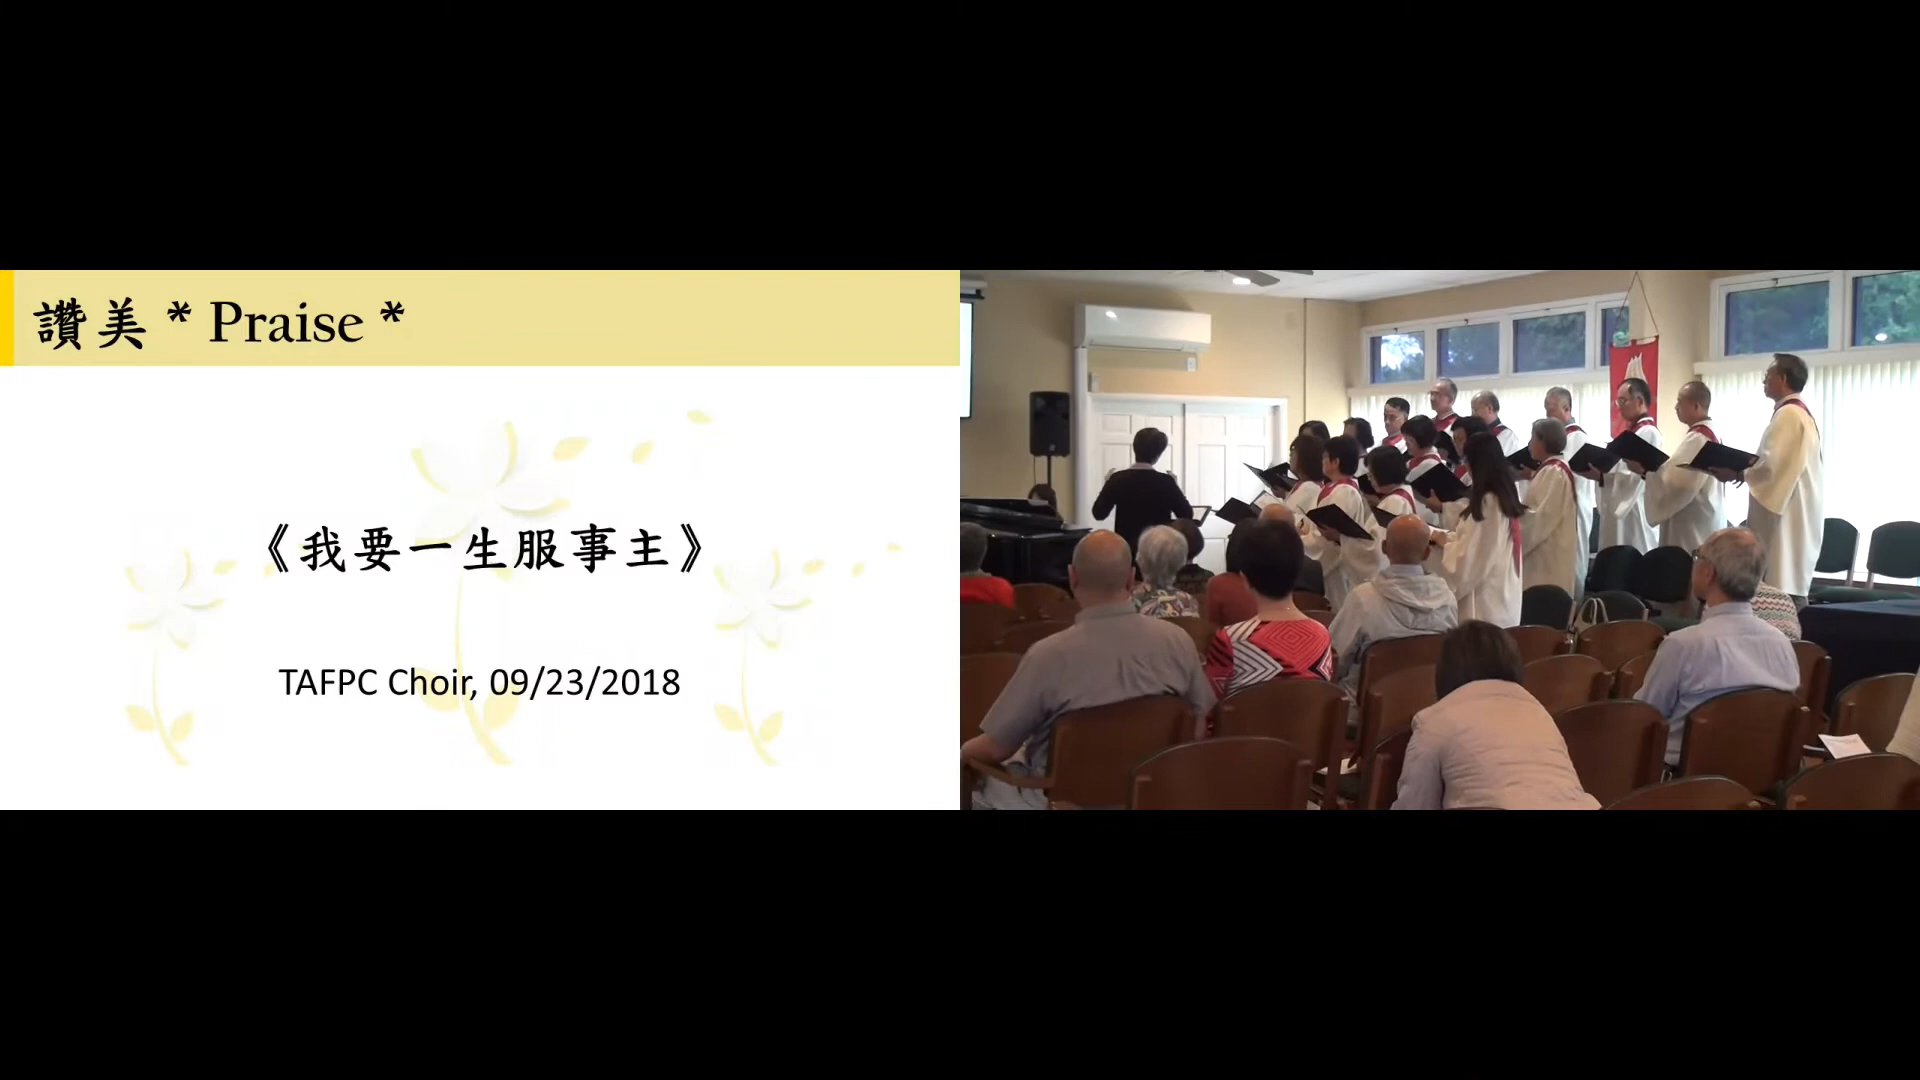 讚美 * Praise *
《我要一生服事主》
TAFPC Choir, 09/23/2018